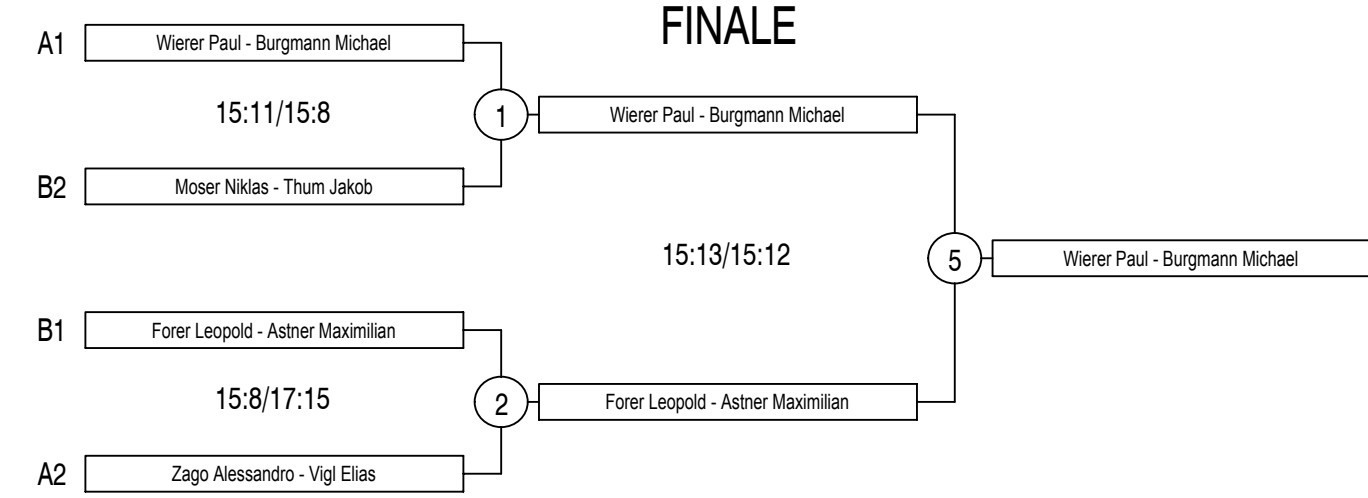 FINALE
A1 Wierer Paul - Burgmann Michael
15:11/15:8
1 Wierer Paul - Burgmann Michael
B2 Moser Niklas - Thum Jakob
15:13/15:12
5 Wierer Paul - Burgmann Michael
B1 Forer Leopold - Astner Maximilian
15:8/17:15
2 Forer Leopold - Astner Maximilian
A2 Zago Alessandro - Vigl Elias